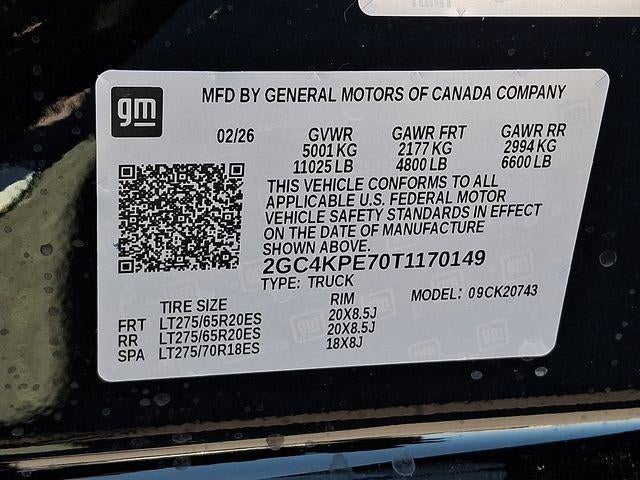 gm
MFD BY GENERAL MOTORS OF CANADA COMPANY
02/26 GVWR GAWR FRT GAWR RR
5001 KG 2177 KG 2994 KG
11025 LB 4800 LB 6600 LB
THIS VEHICLE CONFORMS TO ALL
APPLICABLE U.S. FEDERAL MOTOR
VEHICLE SAFETY STANDARDS IN EFFECT
ON THE DATE OF MANUFACTURE
SHOWN ABOVE.
2GC4KPE70T1170149
TYPE: TRUCK
TIRE SIZE RIM MODEL: 09CK20743
FRT LT275/65R20ES 20X8.5J
RR LT275/65R20ES 20X8.5J
SPA LT275/70R18ES 18X8J